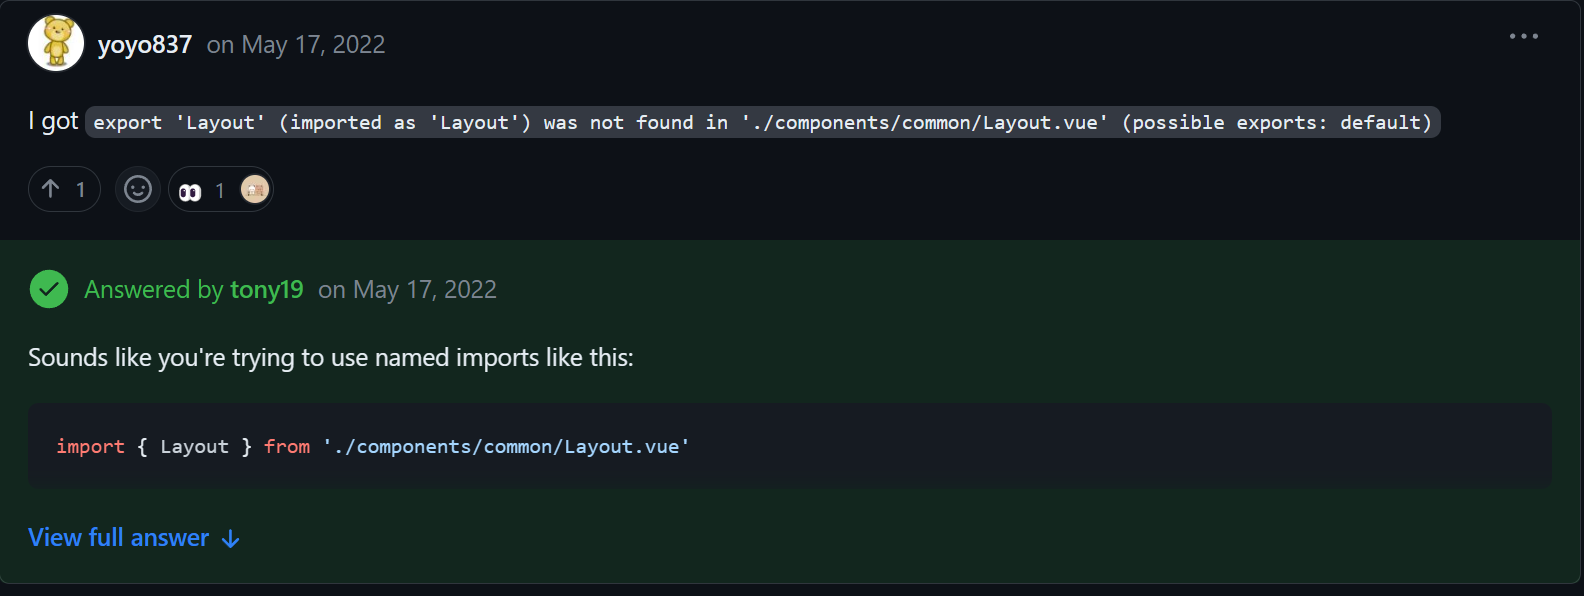 yoyo837 on May 17, 2022
I got export 'Layout' (imported as 'Layout') was not found in './components/common/Layout.vue' (possible exports: default)
1 1
Answered by tony19 on May 17, 2022
Sounds like you're trying to use named imports like this:
import { Layout } from './components/common/Layout.vue'
View full answer